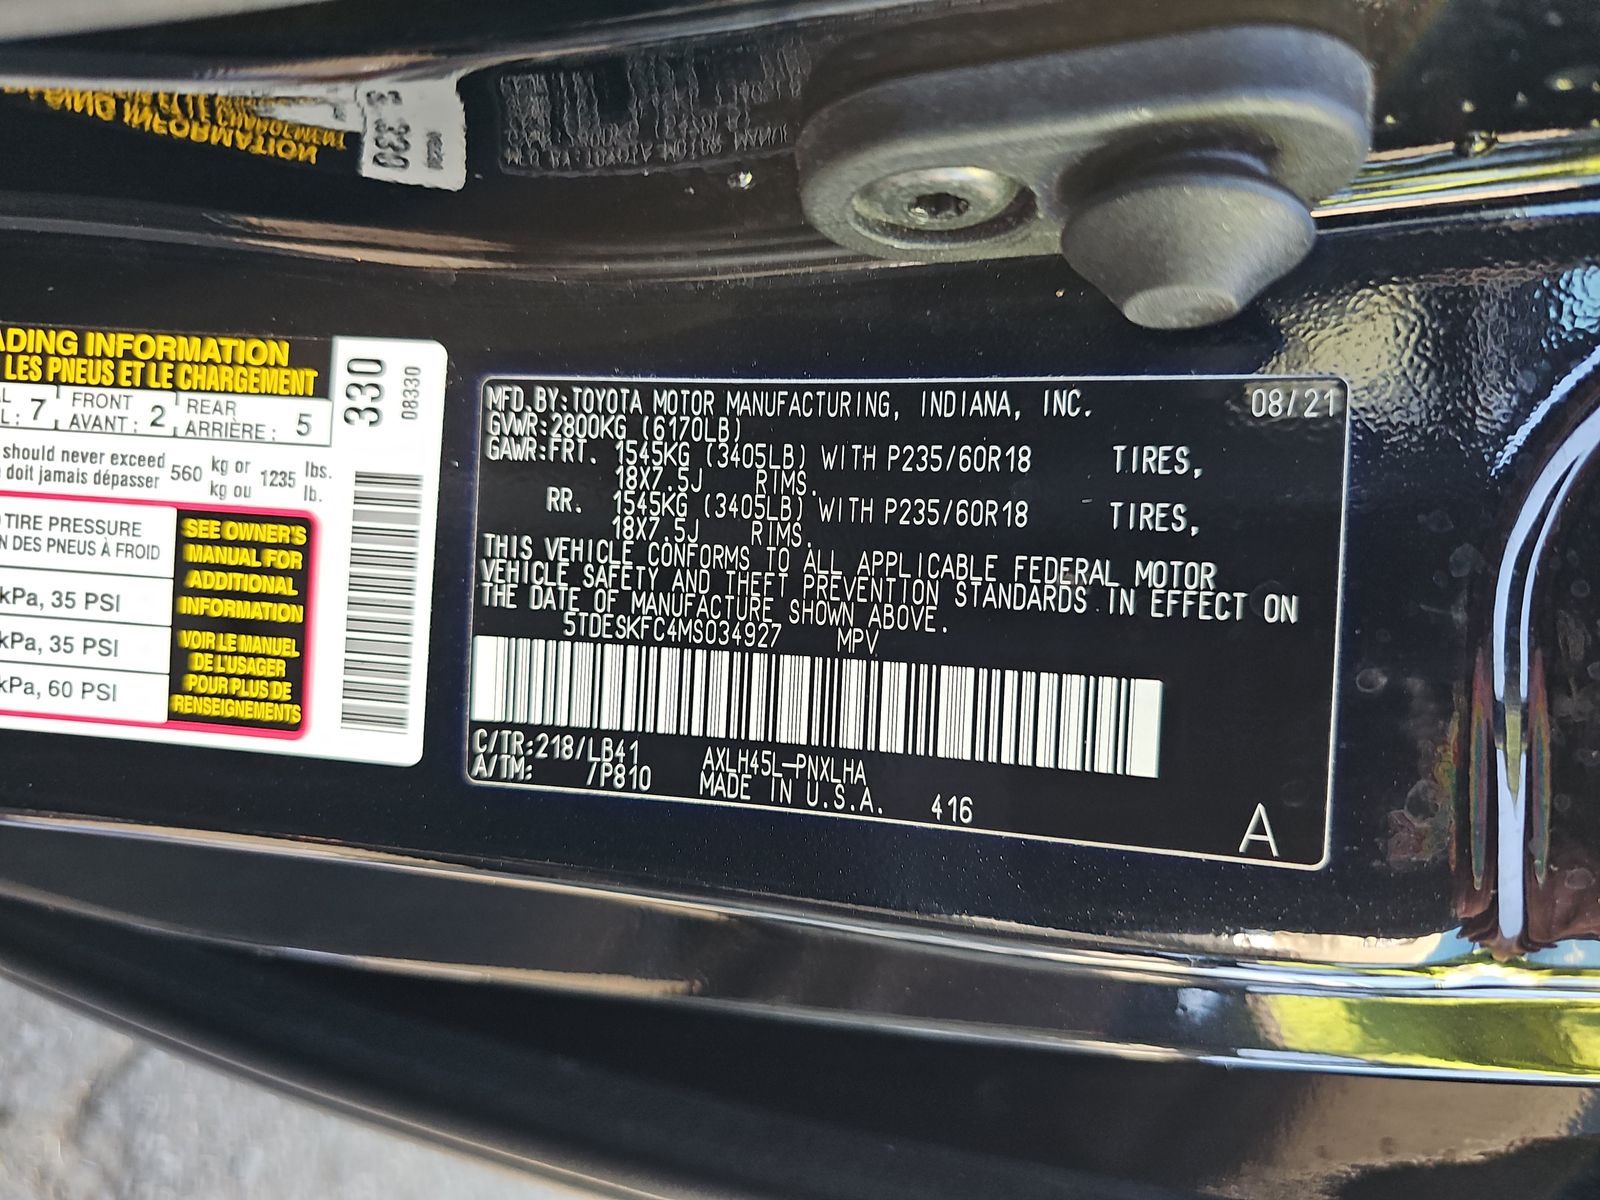 ADING INFORMATION
LES PNEUS ET LE CHARGEMENT
7 FRONT 2 REAR 5
AVANT : ARRIÈRE :
should never exceed 560 kg or 1235 lbs.
doit jamais dépasser kg ou lb.
TIRE PRESSURE
DES PNEUS À FROID
kPa, 35 PSI
kPa, 35 PSI
kPa, 60 PSI
SEE OWNER'S
MANUAL FOR
ADDITIONAL
INFORMATION
VOIR LE MANUEL
DE L'USAGER
POUR PLUS DE
RENSEIGNEMENTS
330
08330
MFD.BY:TOYOTA MOTOR MANUFACTURING, INDIANA, INC. 08/21
GVWR:2800KG (6170LB)
GAWR:FRT. 1545KG (3405LB) WITH P235/60R18 TIRES,
18X7.5J RIMS.
RR. 1545KG (3405LB) WITH P235/60R18 TIRES,
18X7.5J RIMS.
THIS VEHICLE CONFORMS TO ALL APPLICABLE FEDERAL MOTOR
VEHICLE SAFETY AND THEFT PREVENTION STANDARDS IN EFFECT ON
THE DATE OF MANUFACTURE SHOWN ABOVE.
5TDESKFC4MS034927 MPV
C/TR:218/LB41 AXLH45L-PNXLHA
A/TM: /P810 MADE IN U.S.A. 416
A